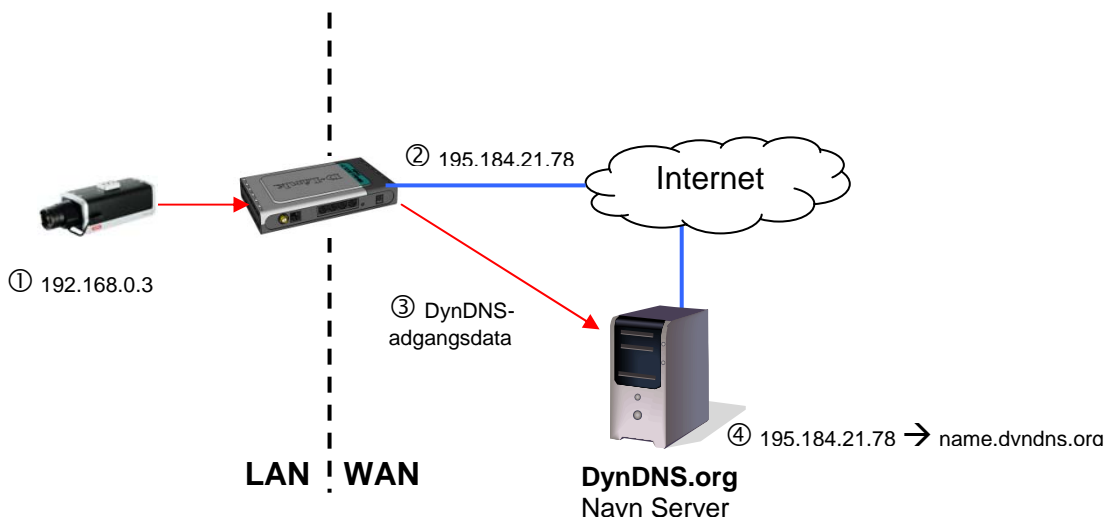 ② 195.184.21.78
Internet
D-Link
① 192.168.0.3
③ DynDNS-
adgangsdata
④ 195.184.21.78 → name.dyndns.org
LAN WAN
DynDNS.org
Navn Server